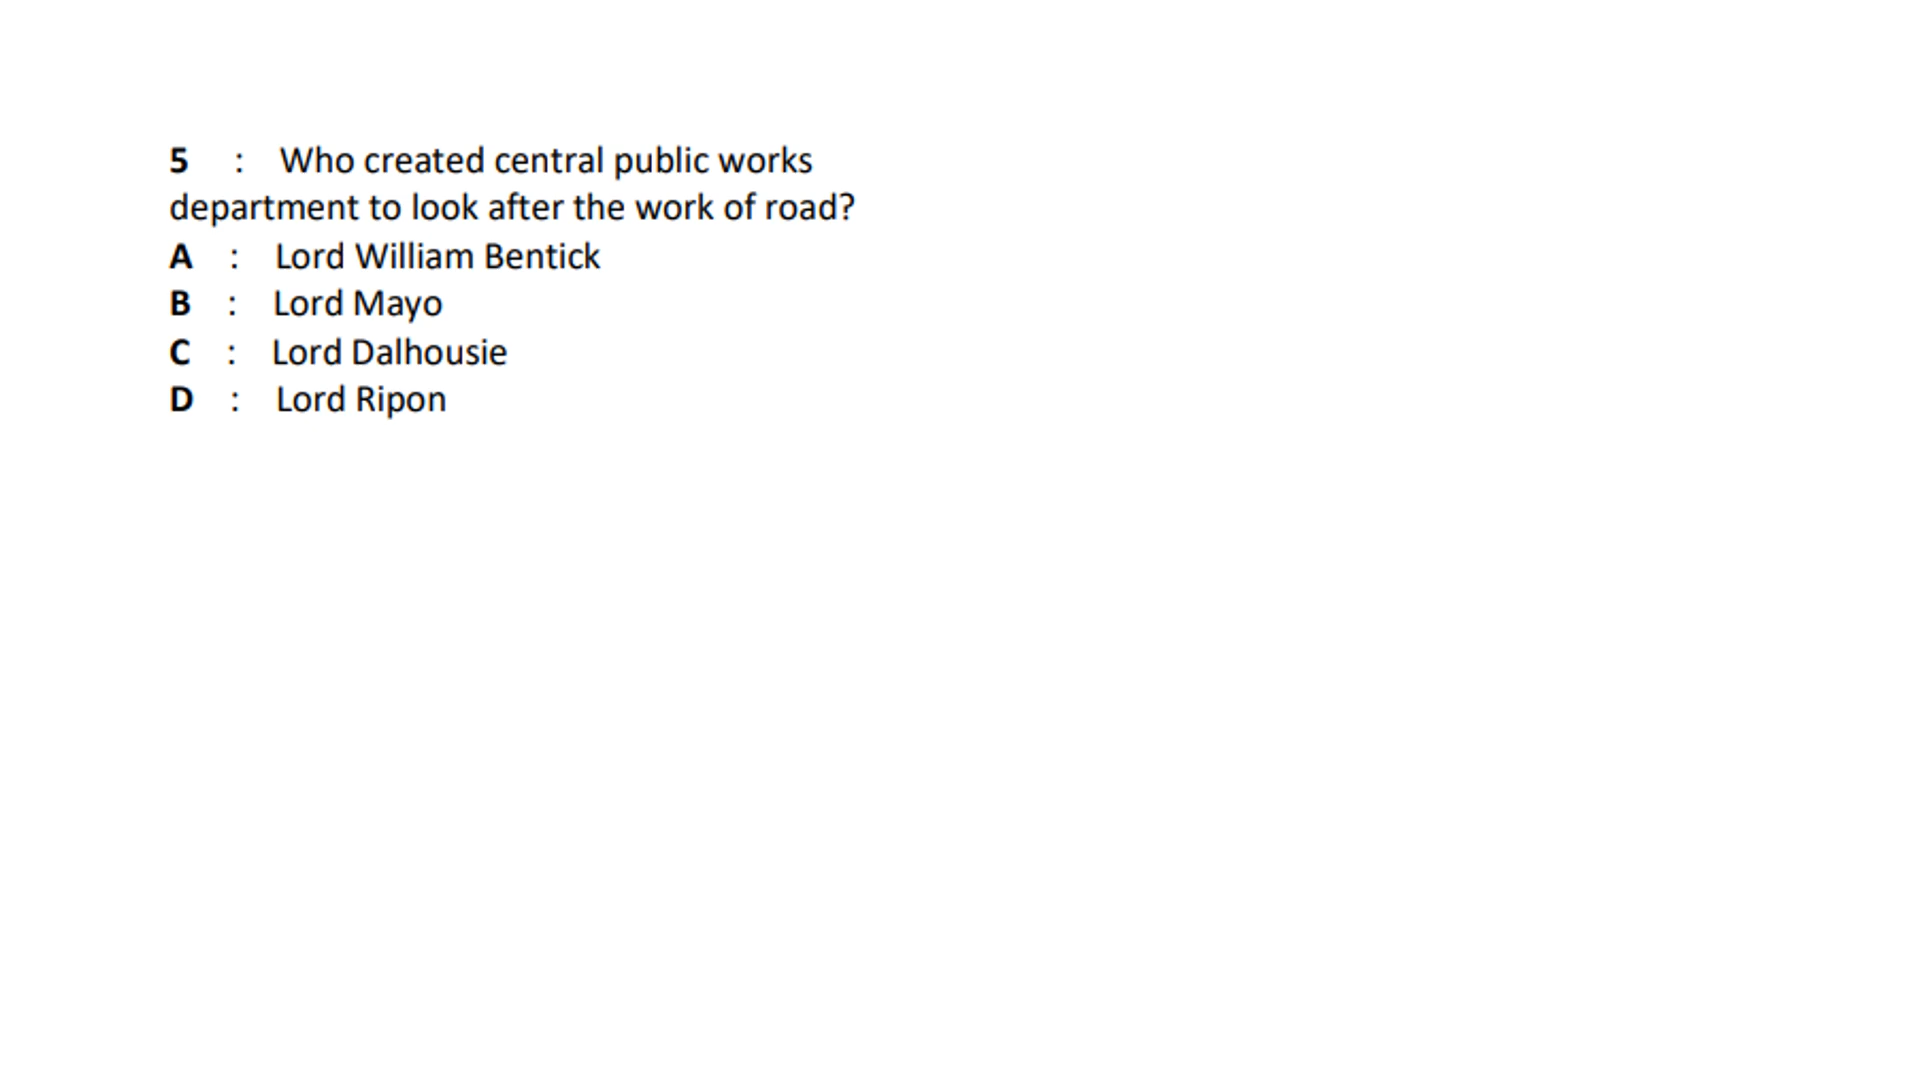 5 : Who created central public works
department to look after the work of road?
A : Lord William Bentick
B : Lord Mayo
C : Lord Dalhousie
D : Lord Ripon